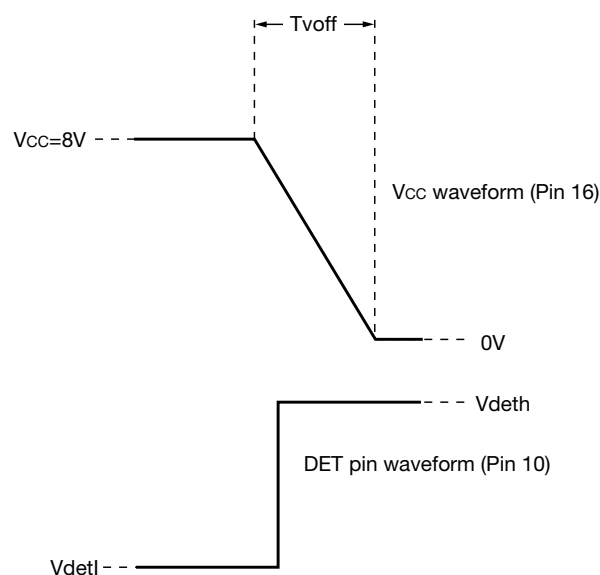 Tvoff
VCC=8V
VCC waveform (Pin 16)
0V
Vdeth
DET pin waveform (Pin 10)
Vdetl